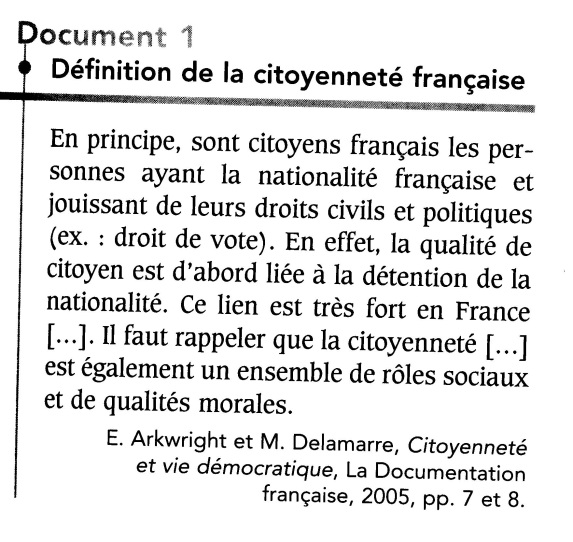 Document 1
Définition de la citoyenneté française
En principe, sont citoyens français les per-
sonnes ayant la nationalité française et
jouissant de leurs droits civils et politiques
(ex. : droit de vote). En effet, la qualité de
citoyen est d'abord liée à la détention de la
nationalité. Ce lien est très fort en France
[...]. Il faut rappeler que la citoyenneté [...]
est également un ensemble de rôles sociaux
et de qualités morales.
E. Arkwright et M. Delamarre, Citoyenneté
et vie démocratique, La Documentation
française, 2005, pp. 7 et 8.